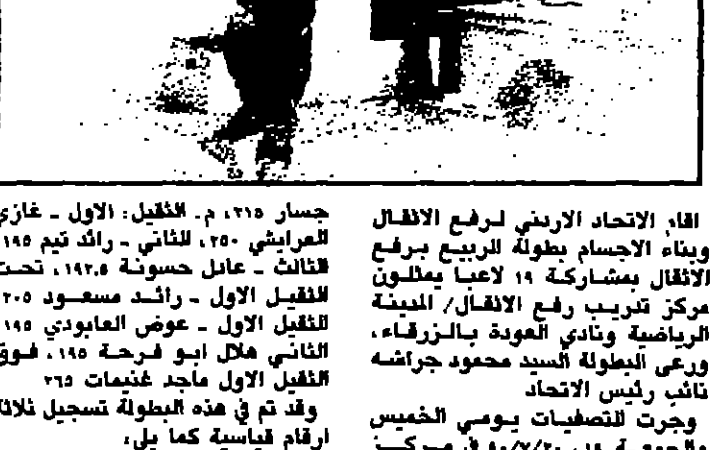 اقام الاتحاد الاردني لرفع الاثقال
وبناء الاجسام بطولة الربيع برفع
الاثقال بمشاركة ١٩ لاعبا يمثلون
مركز تدريب رفع الاثقال/ المدينة
الرياضية ونادي العودة بالزرقاء،
ورعى البطولة السيد محمود جراشه
نائب رئيس الاتحاد
وجرت التصفيات يومي الخميس
والجمعة في مركز
جسار ٢١٥، م. الثقيل: الاول - غازي
العرايشي ٢٥٠، الثاني - رائد تيم ١٩٥
الثالث - عادل حسونة ١٩٢.٥، تحت
الثقيل الاول - رائد مسعود ٢٠٥
الثقيل الاول - عوض العابودي ١٩٥
الثاني هلال ابو فرحة ١٩٥، فوق
الثقيل الاول ماجد غنيمات ٢٦٥
وقد تم في هذه البطولة تسجيل ثلاثة
ارقام قياسية كما يلي: